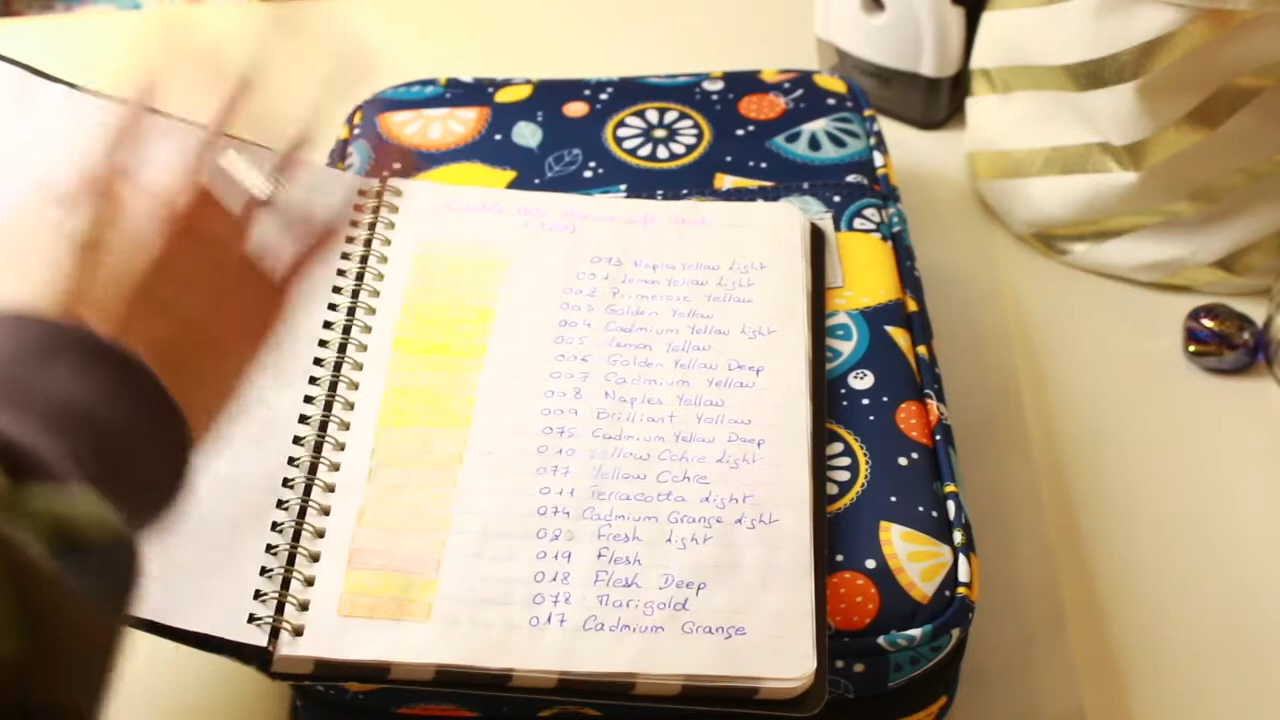 073 Naples Yellow Light
001 Lemon Yellow Light
002 Primerose Yellow
003 Golden Yellow
004 Cadmium Yellow Light
005 Lemon Yellow
006 Golden Yellow Deep
007 Cadmium Yellow
008 Naples Yellow
009 Brilliant Yellow
075 Cadmium Yellow Deep
010 Yellow Ochre Light
077 Yellow Ochre
011 Terracotta Light
074 Cadmium Orange Light
Fresh Light
019 Flesh
018 Flesh Deep
078 Marigold
017 Cadmium Orange